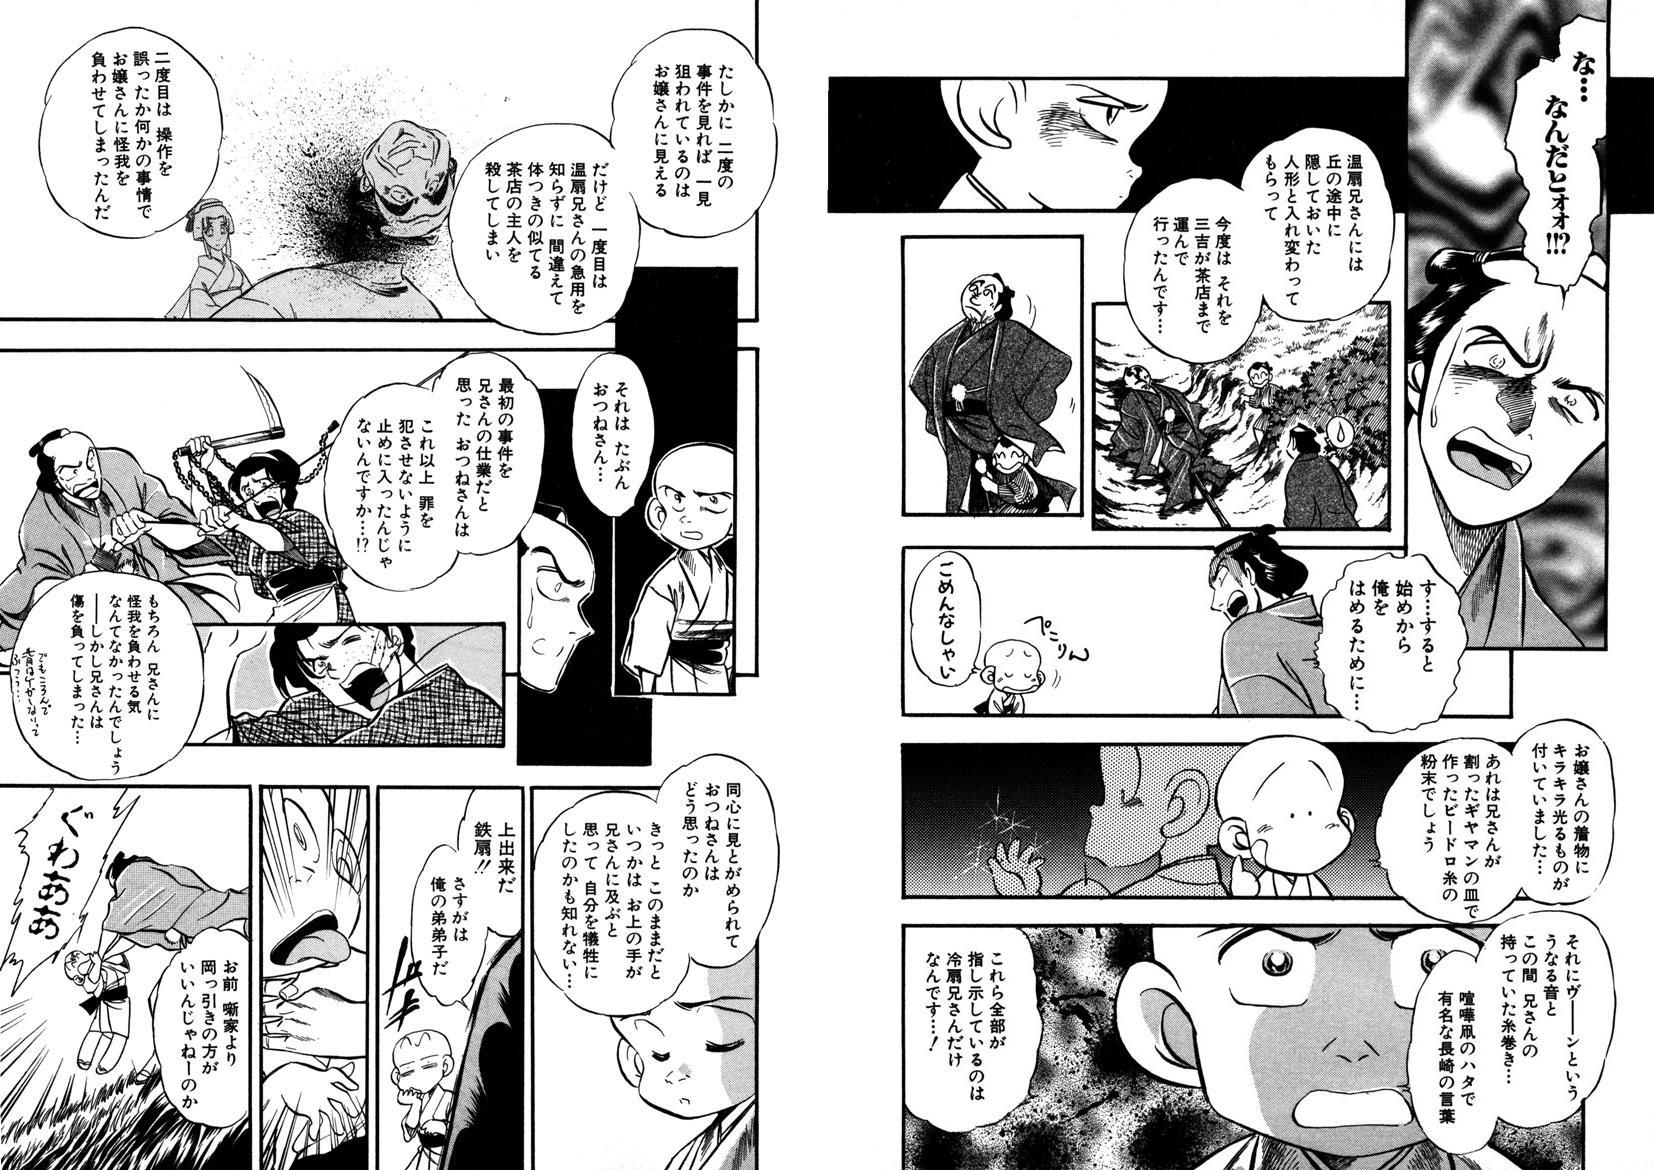 な…
なんだとォォ!!!?
温扇兄さんには
丘の途中に
隠しておいた
人形と入れ変わって
もらって
今度は それを
三吉が茶店まで
運んで
行ったんです…
す…すると
始めから
俺を
はめるために…
ぺこりん
ごめんなしゃい
お嬢さんの着物に
キラキラ光るものが
付いていました…
あれは兄さんが
割ったギヤマンの皿で
作ったビードロ糸の
粉末でしょう
それにヴーーンという
うなる音と
この間 兄さんの
持っていた糸巻き…
喧嘩凧のハタで
有名な長崎の言葉
これら全部が
指し示しているのは
冷扇兄さんだけ
なんです…!
たしかに 二度の
事件を見れば 一見
狙われているのは
お嬢さんに見える
だけど 一度目は
温扇兄さんの急用を
知らずに 間違えて
体つきの似てる
茶店の主人を
殺してしまい
二度目は 操作を
誤ったか何かの事情で
お嬢さんに怪我を
負わせてしまったんだ
それは たぶん
おつねさん…
最初の事件を
兄さんの仕業だと
思った おつねさんは
これ以上 罪を
犯させないように
止めに入ったんじゃ
ないんですか…!?
もちろん 兄さんに
怪我を負わせる気
なんてなかったんでしょう
──しかし兄さんは
傷を負ってしまった…
同心に見とがめられて
おつねさんは
どう思ったのか
きっと このままだと
いつかは お上の手が
兄さんに及ぶと
思って 自分を犠牲に
したのかも知れない…
上出来だ
鉄扇!!
さすがは
俺の弟弟子だ
ドドッ
お前 噺家より
岡っ引きの方が
いいんじゃねーのか
ぐわあああ